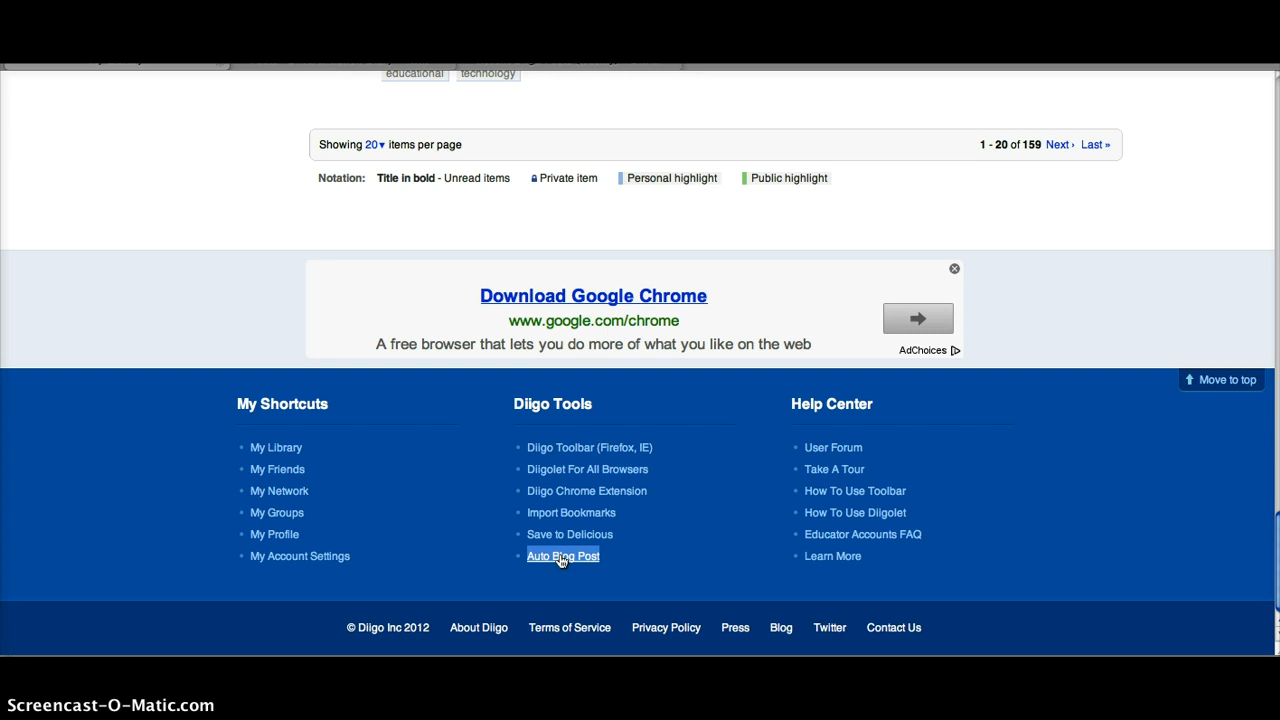 educational technology
Showing 20▾ items per page 1 - 20 of 159 Next › Last »
Notation: Title in bold - Unread items Private item Personal highlight Public highlight
Download Google Chrome
www.google.com/chrome
A free browser that lets you do more of what you like on the web
AdChoices
Move to top
My Shortcuts
My Library
My Friends
My Network
My Groups
My Profile
My Account Settings
Diigo Tools
Diigo Toolbar (Firefox, IE)
Diigolet For All Browsers
Diigo Chrome Extension
Import Bookmarks
Save to Delicious
Auto Blog Post
Help Center
User Forum
Take A Tour
How To Use Toolbar
How To Use Diigolet
Educator Accounts FAQ
Learn More
© Diigo Inc 2012 About Diigo Terms of Service Privacy Policy Press Blog Twitter Contact Us
Screencast-O-Matic.com